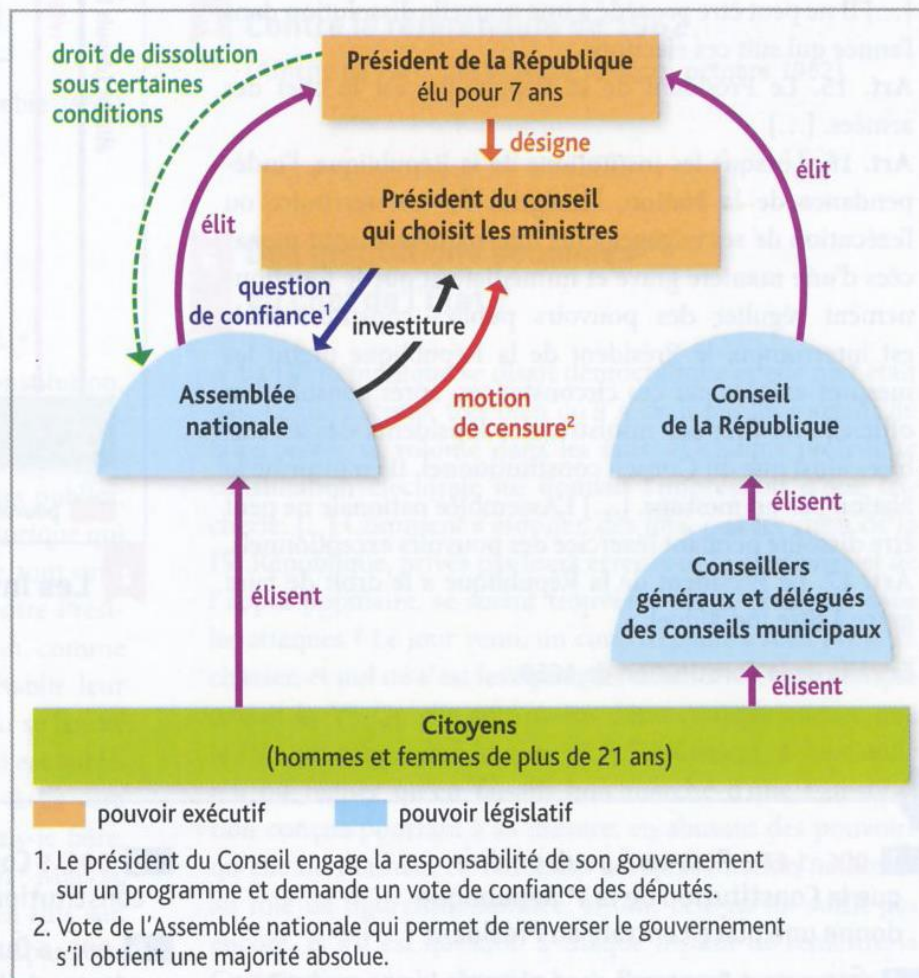 droit de dissolution
sous certaines
conditions
Président de la République
élu pour 7 ans
désigne
élit
élit
Président du conseil
qui choisit les ministres
question
de confiance¹
investiture
motion
de censure²
Assemblée
nationale
Conseil
de la République
élisent
Conseillers
généraux et délégués
des conseils municipaux
élisent
élisent
Citoyens
(hommes et femmes de plus de 21 ans)
pouvoir exécutif
pouvoir législatif
1. Le président du Conseil engage la responsabilité de son gouvernement
sur un programme et demande un vote de confiance des députés.
2. Vote de l'Assemblée nationale qui permet de renverser le gouvernement
s'il obtient une majorité absolue.